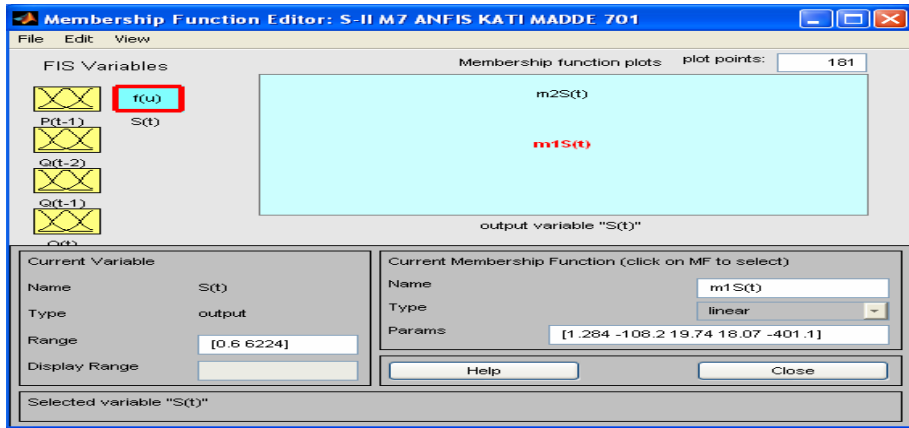 Membership Function Editor: S-II M7 ANFIS KATI MADDE 701
File Edit View
FIS Variables
Membership function plots plot points: 181
f(u)
P(t-1) S(t)
Q(t-2)
Q(t-1)
Q(t)
m2S(t)
m1S(t)
output variable "S(t)"
Current Variable
Name S(t)
Type output
Range [0.6 6224]
Display Range
Current Membership Function (click on MF to select)
Name m1S(t)
Type linear
Params [1.284 -108.2 19.74 18.07 -401.1]
Help Close
Selected variable "S(t)"